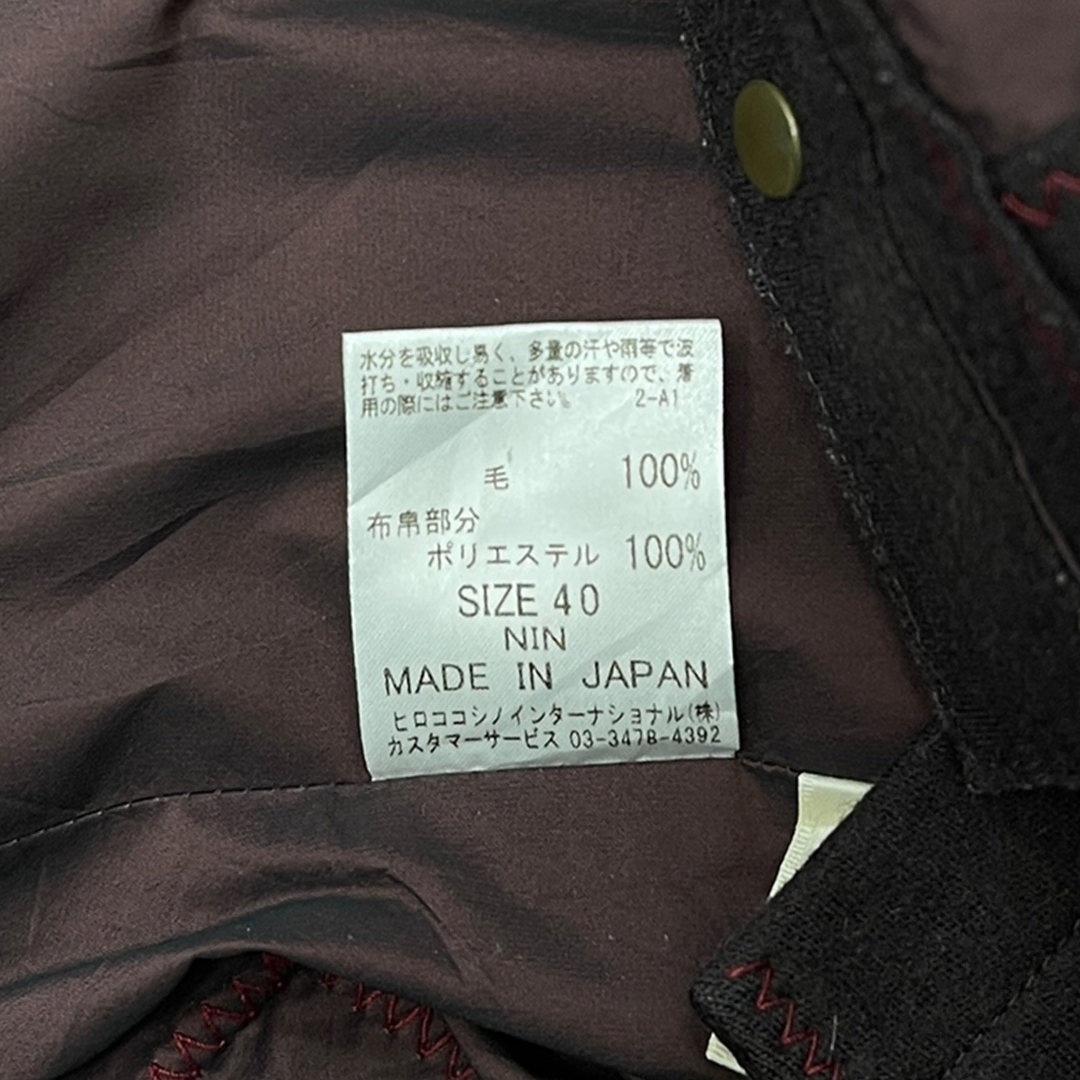 水分を吸収し易く、多量の汗や雨等で波
打ち・収縮することがありますので、着
用の際にはご注意下さい。 2-A1
毛 100%
布帛部分
ポリエステル 100%
SIZE 40
NIN
MADE IN JAPAN
ヒロココシノインターナショナル(株)
カスタマーサービス 03-3478-4392